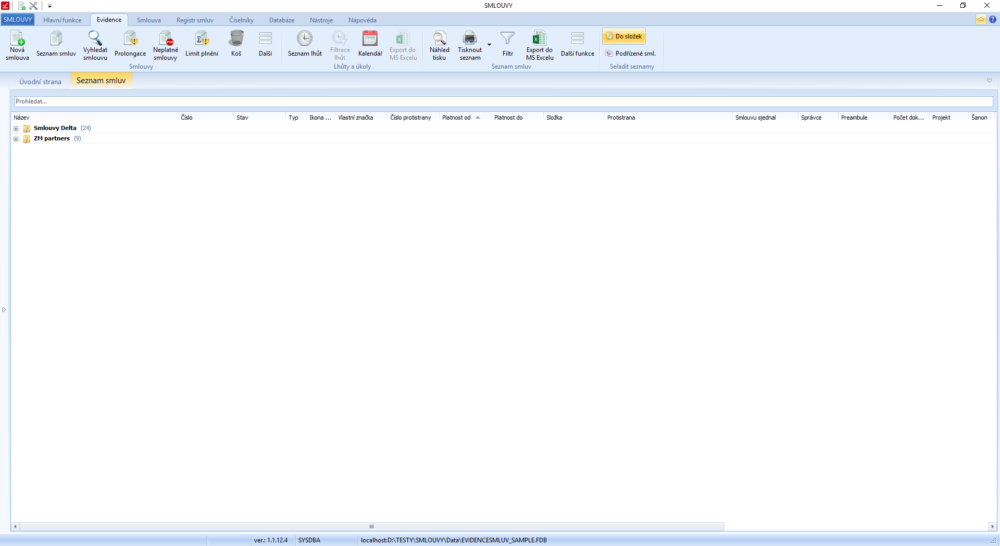 SMLOUVY
SMLOUVY Hlavní funkce Evidence Smlouva Registr smluv Číselníky Databáze Nástroje Nápověda
Nová smlouva
Seznam smluv
Vyhledat smlouvu
Prolongace
STOP
Neplatné smlouvy
Σ
Limit plnění
Koš
Další
Seznam lhůt
Filtrace lhůt
Kalendář
Export do MS Excelu
Náhled tisku
Tisknout seznam
Filtr
Export do MS Excelu
Další funkce
Do složek
Podřízené sml.
Smlouvy Lhůty a úkoly Seznam smluv Seřadit seznamy
Úvodní strana Seznam smluv
Prohledat...
Název Číslo Stav Typ Ikona ... Vlastní značka Číslo protistrany Platnost od Platnost do Složka Protistrana Smlouvu sjednal Správce Preambule Počet dok... Projekt Šanon
Smlouvy Delta (24)
ZM partners (9)
ver.: 1.1.12.4 SYSDBA localhost:D:\TESTY\SMLOUVY\Data\EVIDENCESMLUV_SAMPLE.FDB